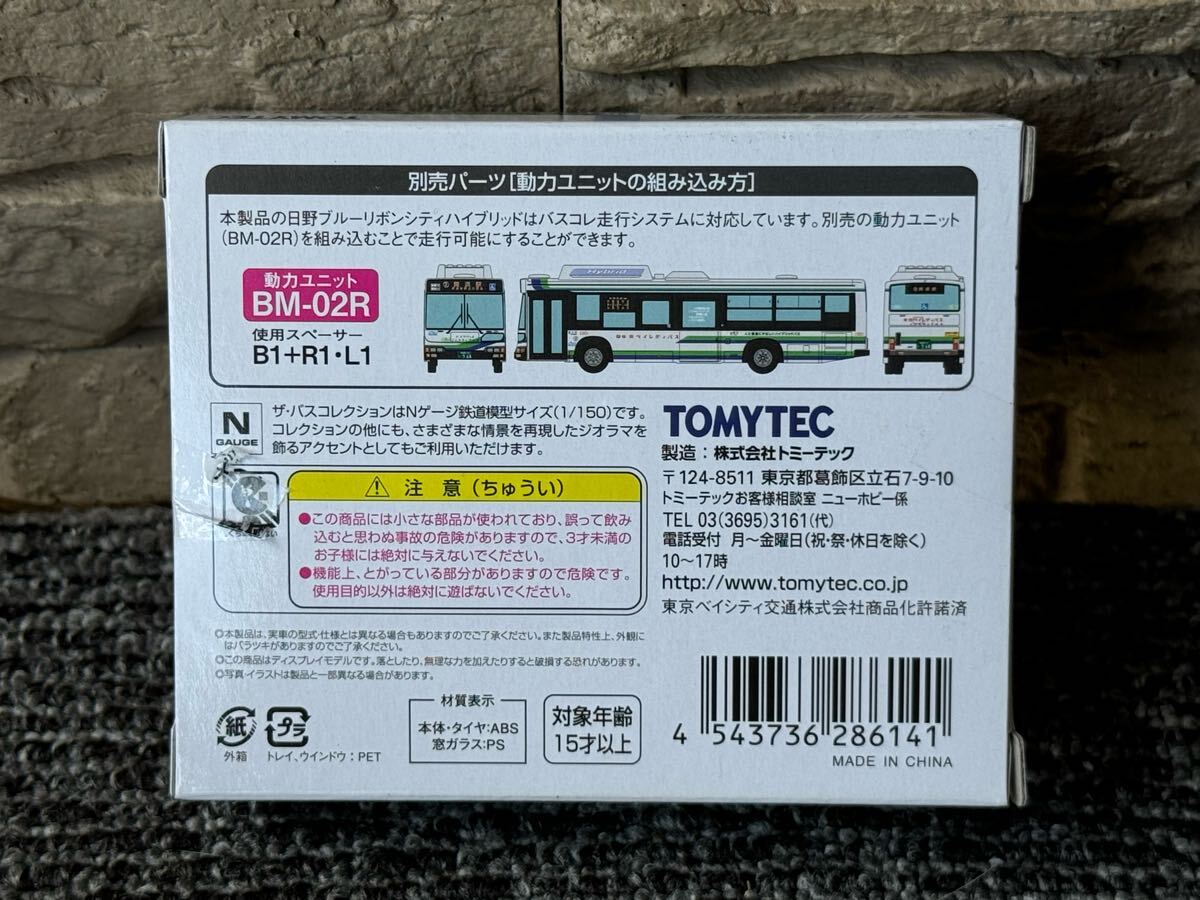 別売パーツ[動力ユニットの組み込み方]
本製品の日野ブルーリボンシティハイブリッドはバスコレ走行システムに対応しています。別売の動力ユニット
(BM-02R)を組み込むことで走行可能にすることができます。
動力ユニット
BM-02R
使用スペーサー
B1+R1・L1
Hybrid
N
GAUGE
ザ・バスコレクションはNゲージ鉄道模型サイズ(1/150)です。
コレクションの他にも、さまざまな情景を再現したジオラマを
飾るアクセントとしてもご利用いただけます。
注 意(ちゅうい)
●この商品には小さな部品が使われており、誤って飲み
込むと思わぬ事故の危険がありますので、3才未満の
お子様には絶対に与えないでください。
●機能上、とがっている部分がありますので危険です。
使用目的以外は絶対に遊ばないでください。
TOMYTEC
製造:株式会社トミーテック
〒124-8511 東京都葛飾区立石7-9-10
トミーテックお客様相談室 ニューホビー係
TEL 03(3695)3161(代)
電話受付 月〜金曜日(祝・祭・休日を除く)
10〜17時
http://www.tomytec.co.jp
東京ベイシティ交通株式会社商品化許諾済
◎本製品は、実車の型式・仕様とは異なる場合もありますのでご了承ください。また製品特性上、外観に
はバラツキがありますのでご了承ください。
◎この商品はディスプレイモデルです。落としたり、無理な力を加えたりすると破損する恐れがあります。
◎写真・イラストは製品と一部異なる場合があります。
紙
外箱
プラ
トレイ、ウインドウ:PET
材質表示
本体・タイヤ:ABS
窓ガラス:PS
対象年齢
15才以上
4 543736 286141
MADE IN CHINA